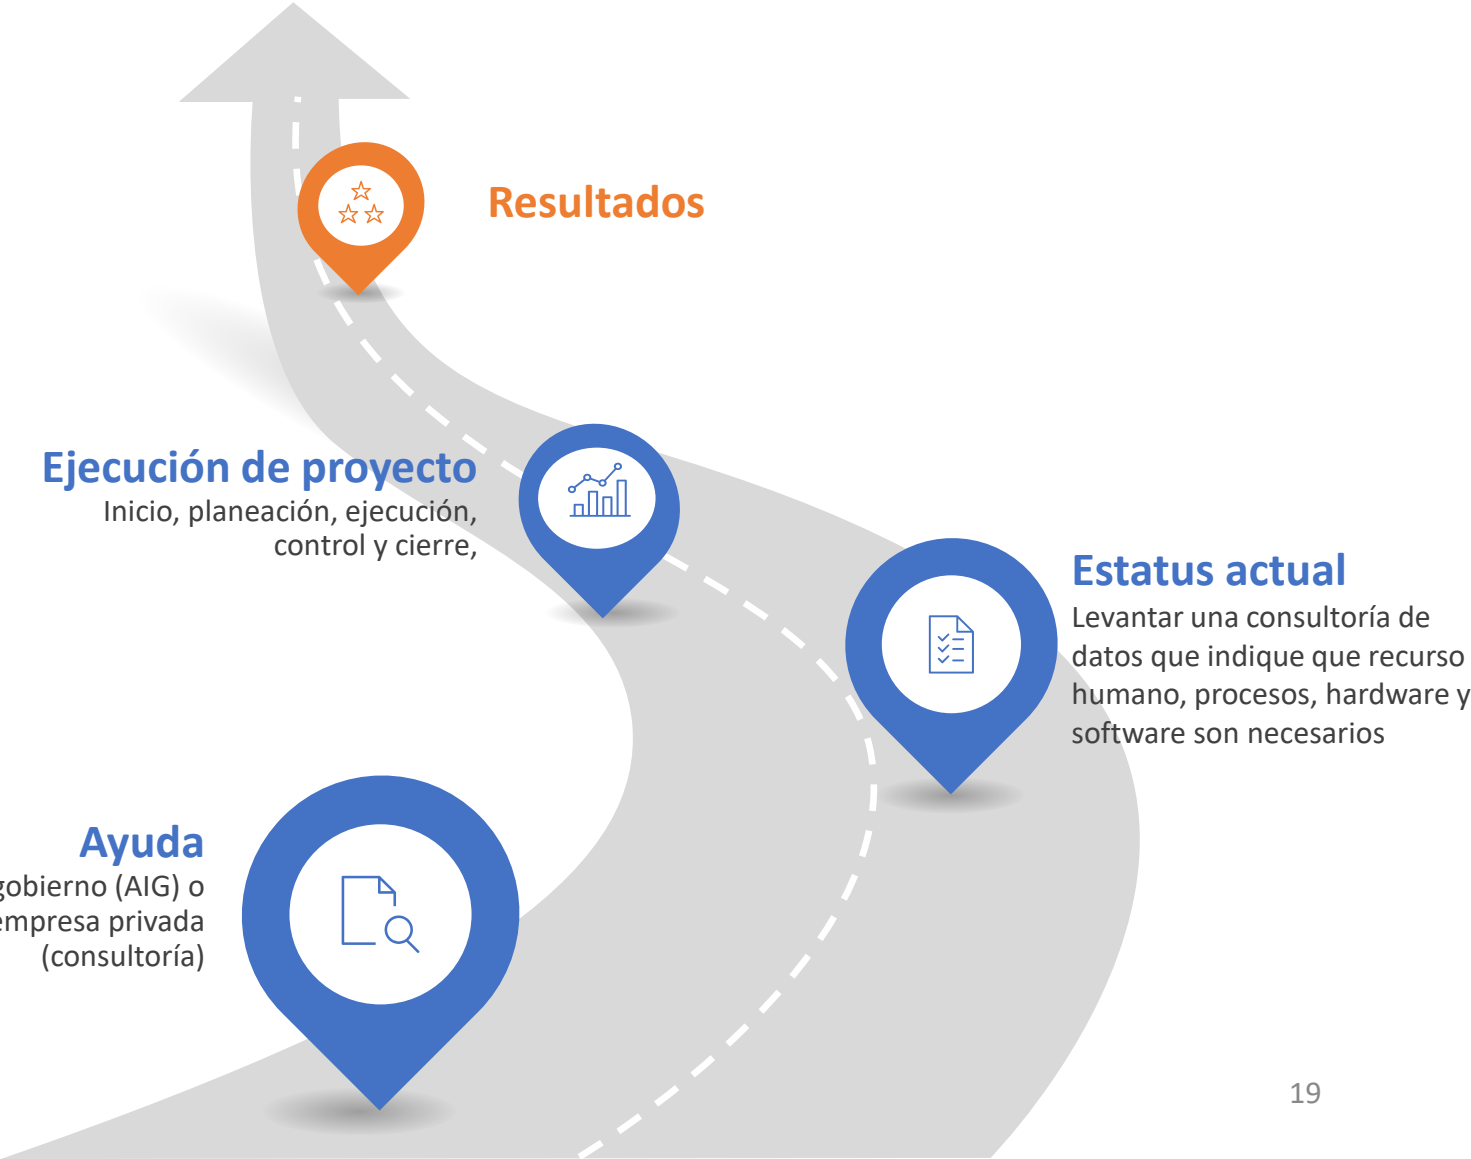 Resultados
Ejecución de proyecto
Inicio, planeación, ejecución,
control y cierre,
Estatus actual
Levantar una consultoría de
datos que indique que recurso
humano, procesos, hardware y
software son necesarios
Ayuda
gobierno (AIG) o
empresa privada
(consultoría)
19